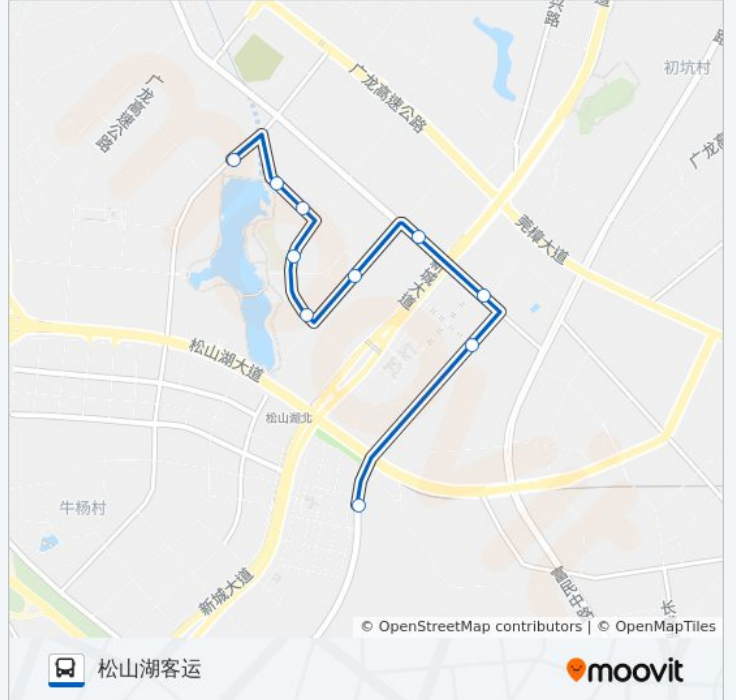 兴路
初坑村
广龙高速公路
广龙高速公路
莞樟大道
新城大道
松山湖大道
松山湖北
牛杨村
新城大道
© OpenStreetMap contributors | © OpenMapTiles
松山湖客运
moovit